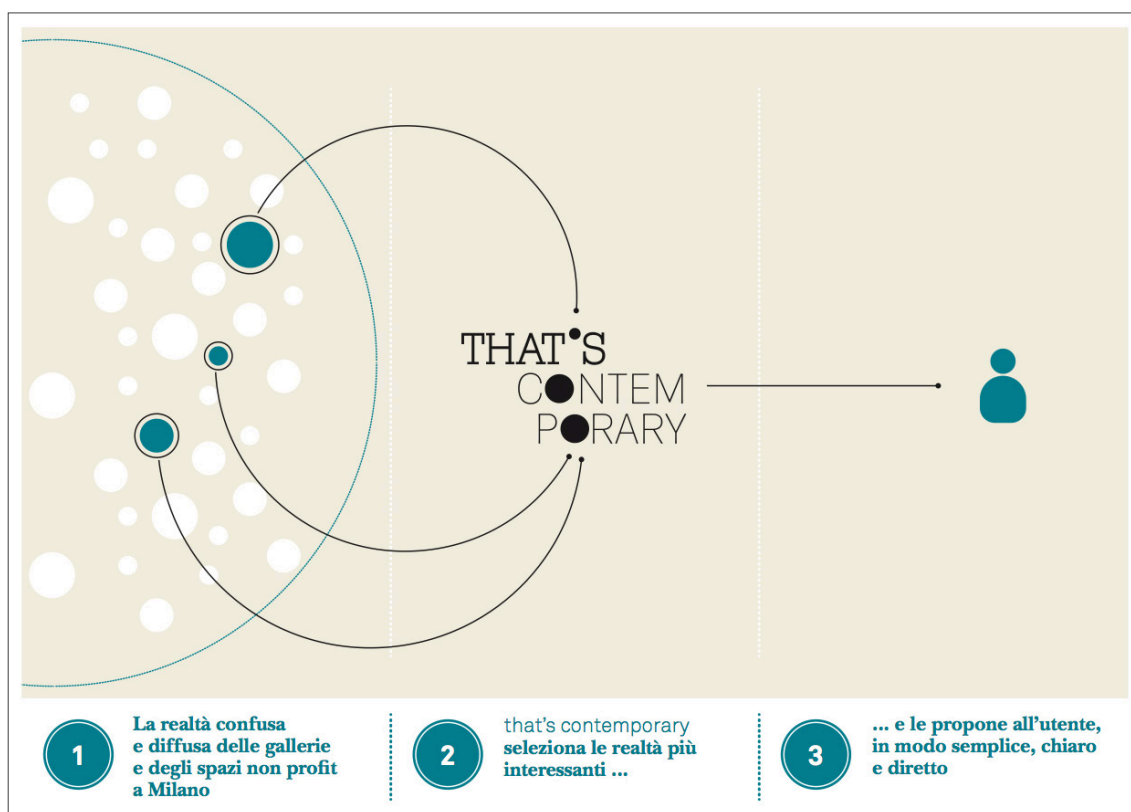 THAT'S
CONTEM
PORARY
1
La realtà confusa
e diffusa delle gallerie
e degli spazi non profit
a Milano
2
that's contemporary
seleziona le realtà più
interessanti ...
3
... e le propone all'utente,
in modo semplice, chiaro
e diretto